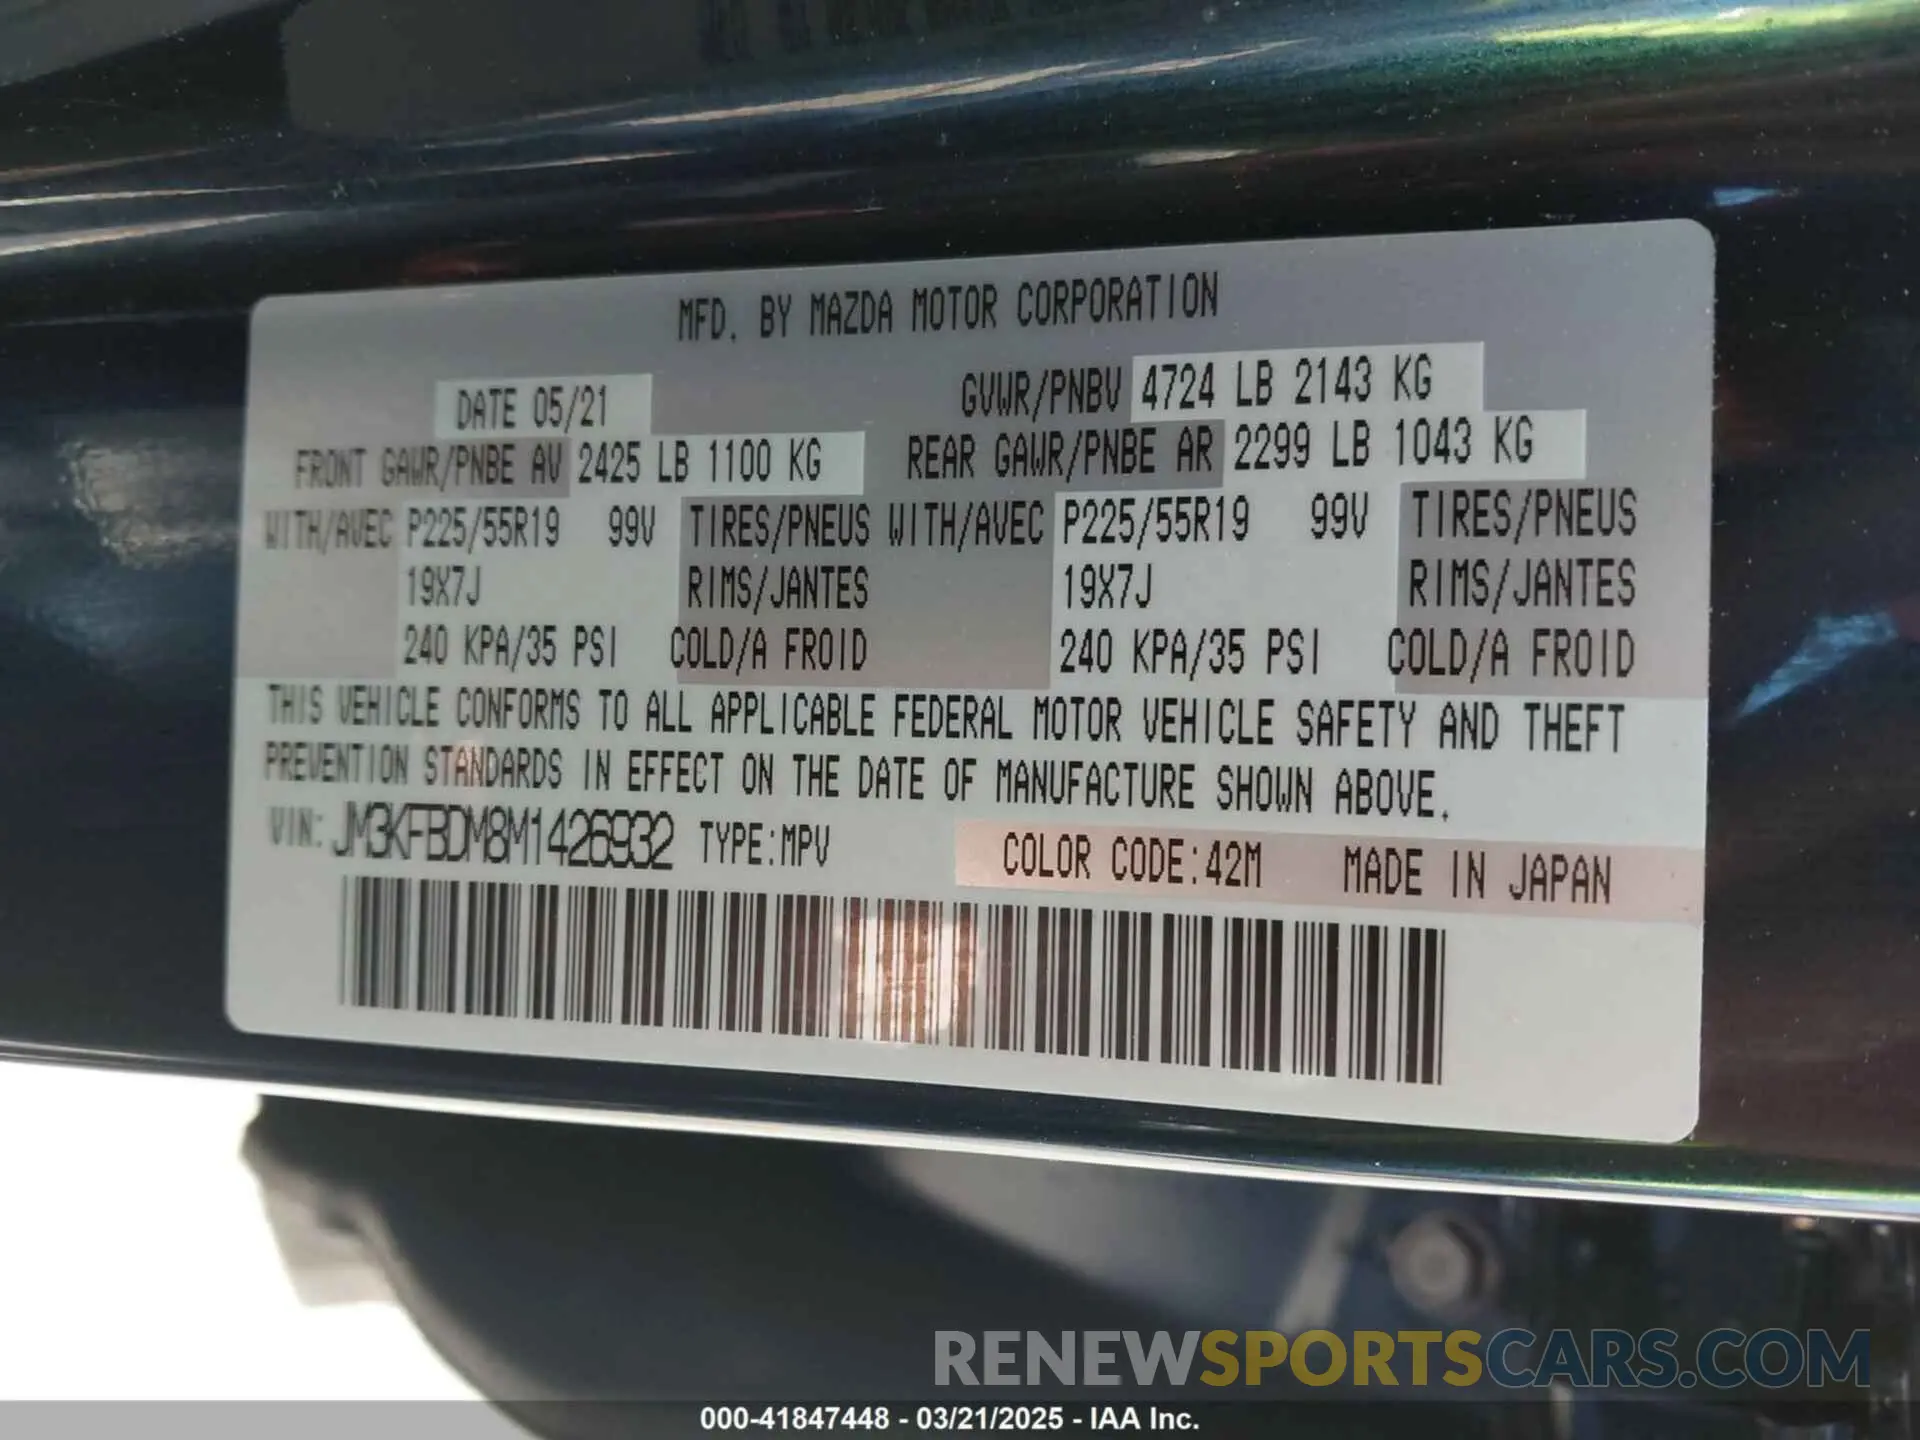 MFD. BY MAZDA MOTOR CORPORATION
DATE 05/21 GVWR/PNBV 4724 LB 2143 KG
FRONT GAWR/PNBE AV 2425 LB 1100 KG REAR GAWR/PNBE AR 2299 LB 1043 KG
WITH/AVEC P225/55R19 99V TIRES/PNEUS WITH/AVEC P225/55R19 99V TIRES/PNEUS
19X7J RIMS/JANTES 19X7J RIMS/JANTES
240 KPA/35 PSI COLD/A FROID 240 KPA/35 PSI COLD/A FROID
THIS VEHICLE CONFORMS TO ALL APPLICABLE FEDERAL MOTOR VEHICLE SAFETY AND THEFT
PREVENTION STANDARDS IN EFFECT ON THE DATE OF MANUFACTURE SHOWN ABOVE.
VIN: JM3KFBDM8M1426932 TYPE:MPV COLOR CODE:42M MADE IN JAPAN
RENEWSPORTSCARS.COM
000-41847448 - 03/21/2025 - IAA Inc.